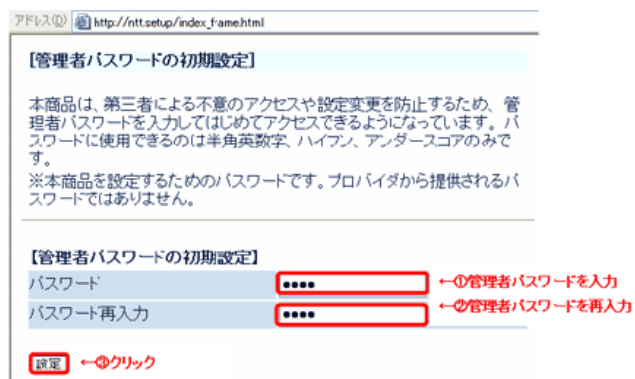 アドレス(D) http://ntt.setup/index_frame.html
[管理者パスワードの初期設定]
本商品は、第三者による不意のアクセスや設定変更を防止するため、管
理者パスワードを入力してはじめてアクセスできるようになっています。パ
スワードに使用できるのは半角英数字、ハイフン、アンダースコアのみで
す。
※本商品を設定するためのパスワードです。プロバイダから提供されるパ
スワードではありません。
【管理者パスワードの初期設定】
パスワード ●●●● ←①管理者パスワードを入力
パスワード再入力 ●●●● ←②管理者パスワードを再入力
設定 ←③クリック